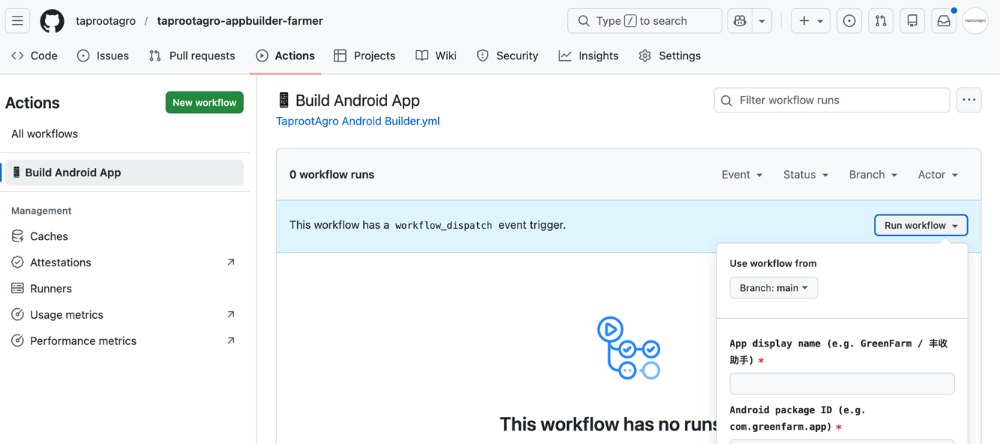 taprootagro / taprootagro-appbuilder-farmer
Type / to search
taprootagro
Code
Issues
Pull requests
Actions
Projects
Wiki
Security
Insights
Settings
Actions
New workflow
All workflows
Build Android App
Management
Caches
Attestations
Runners
Usage metrics
Performance metrics
Build Android App
TaprootAgro Android Builder.yml
Filter workflow runs
0 workflow runs
Event
Status
Branch
Actor
This workflow has a workflow_dispatch event trigger.
Run workflow
Use workflow from
Branch: main
App display name (e.g. GreenFarm / 丰收
助手) *
Android package ID (e.g.
com.greenfarm.app) *
This workflow has no runs